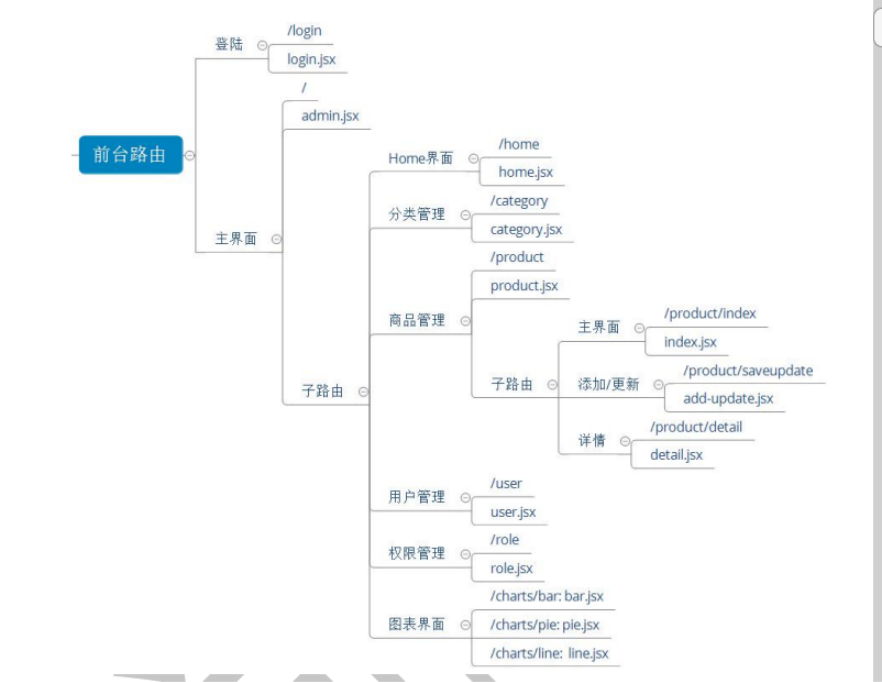 前台路由
登陆
/login
login.jsx
主界面
/
admin.jsx
子路由
Home界面
/home
home.jsx
分类管理
/category
category.jsx
商品管理
/product
product.jsx
子路由
主界面
/product/index
index.jsx
添加/更新
/product/saveupdate
add-update.jsx
详情
/product/detail
detail.jsx
用户管理
/user
user.jsx
权限管理
/role
role.jsx
图表界面
/charts/bar: bar.jsx
/charts/pie: pie.jsx
/charts/line: line.jsx